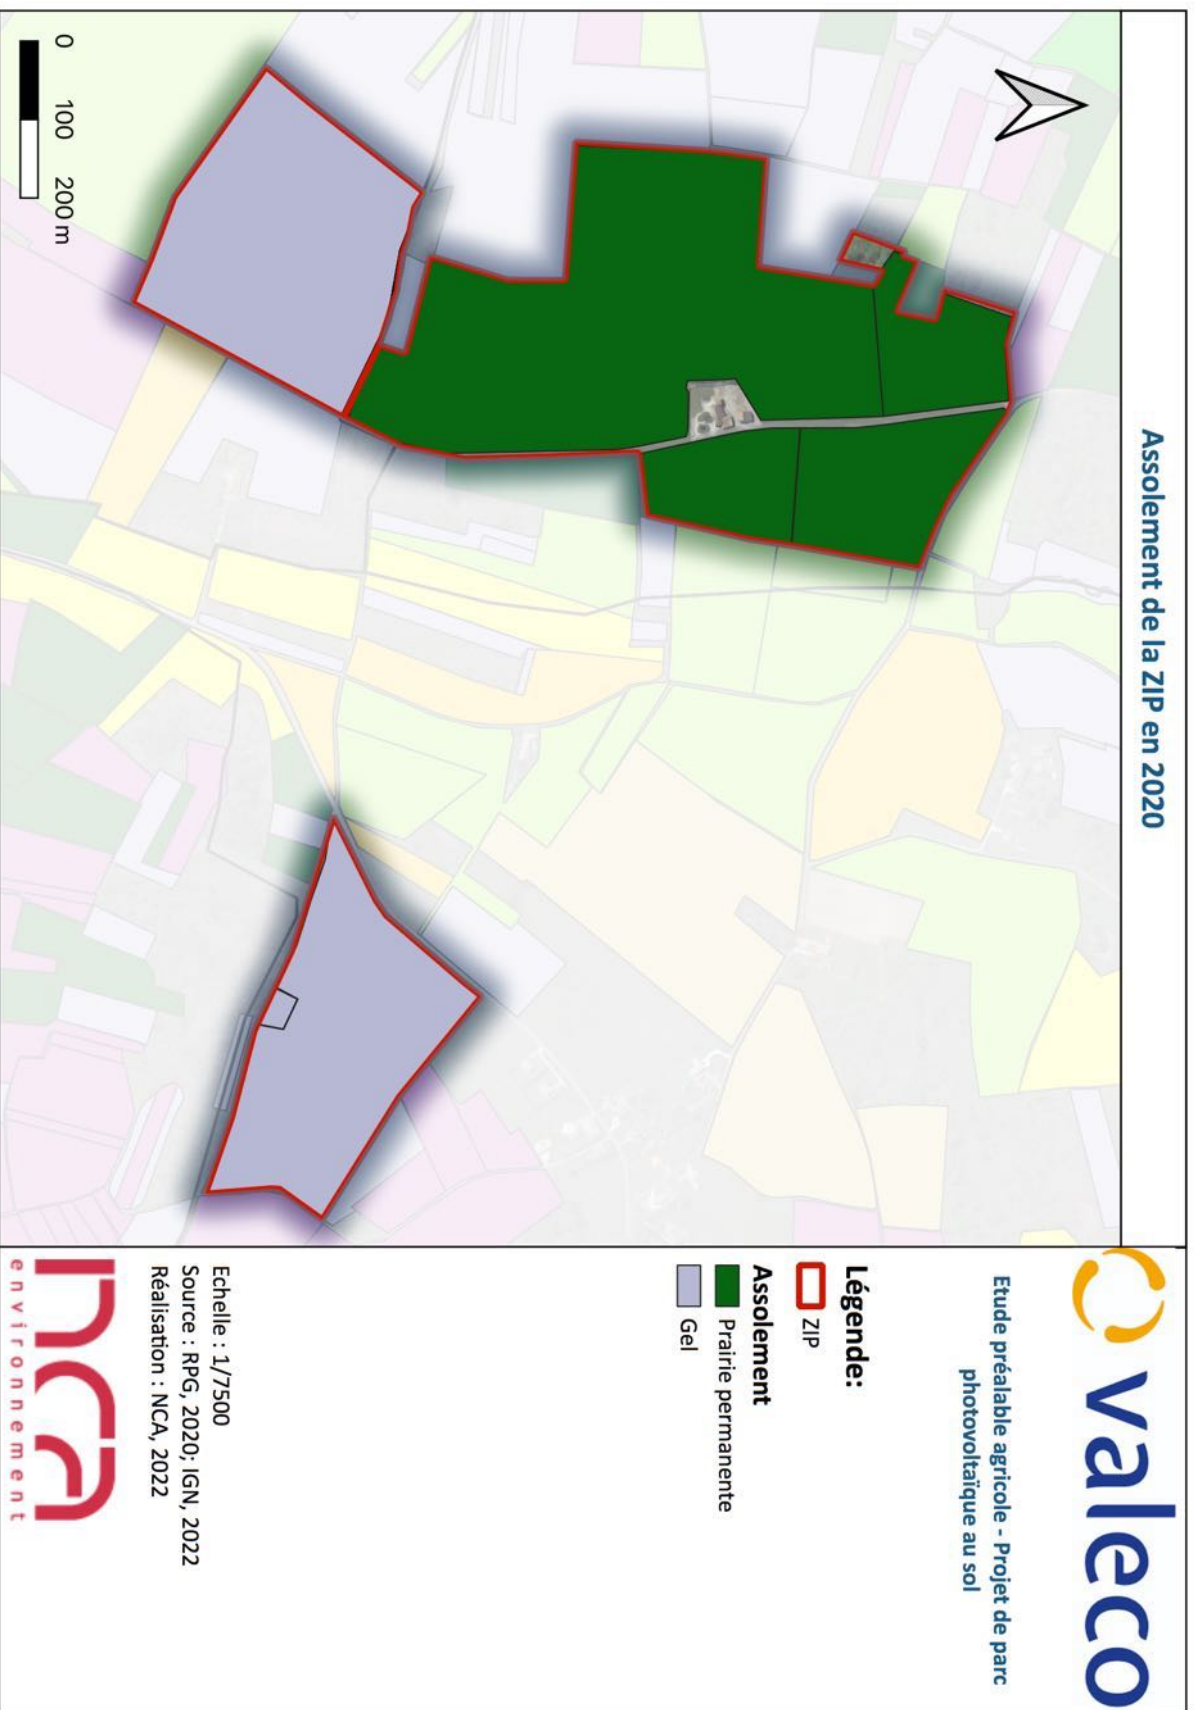 Assolement de la ZIP en 2020
valeco
Etude préalable agricole - Projet de parc
photovoltaïque au sol
Légende:
ZIP
Assolement
Prairie permanente
Gel
Echelle : 1/7500
Source : RPG, 2020; IGN, 2022
Réalisation : NCA, 2022
nca
environnement
0 100 200 m